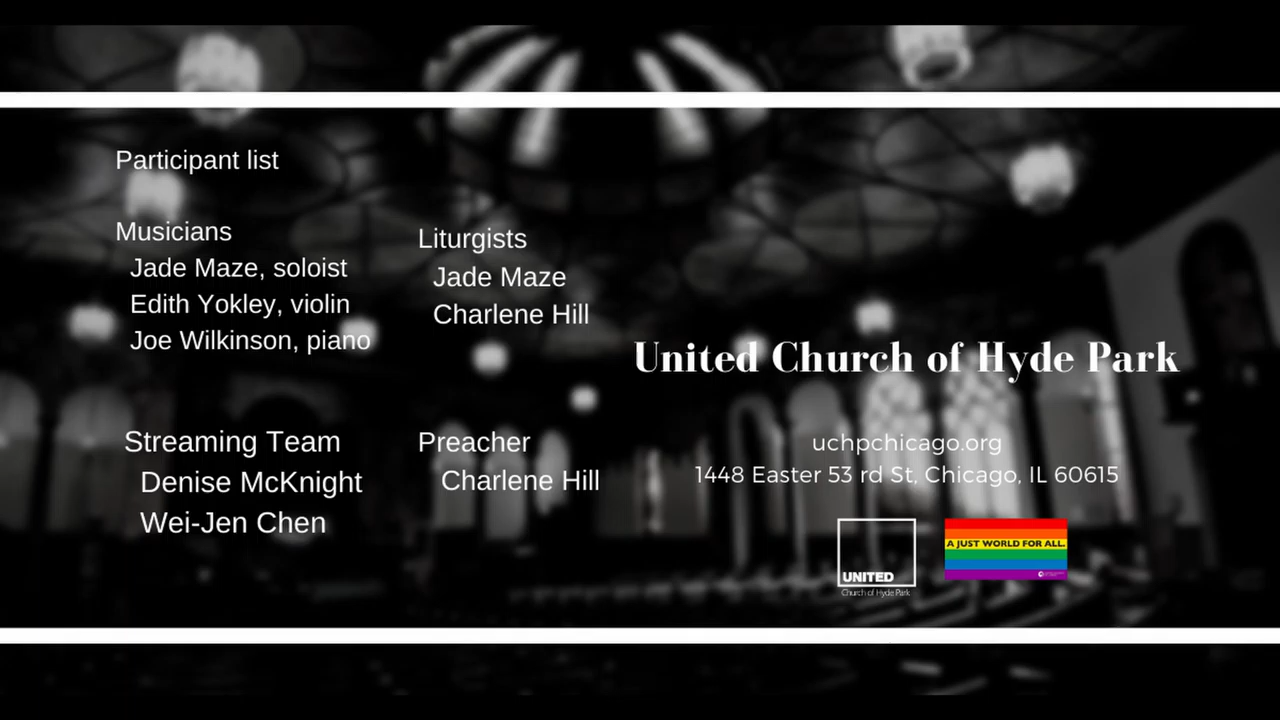 Participant list
Musicians
Jade Maze, soloist
Edith Yokley, violin
Joe Wilkinson, piano
Liturgists
Jade Maze
Charlene Hill
Streaming Team
Denise McKnight
Wei-Jen Chen
Preacher
Charlene Hill
United Church of Hyde Park
uchpchicago.org
1448 Easter 53 rd St, Chicago, IL 60615
UNITED
Church of Hyde Park
A JUST WORLD FOR ALL.